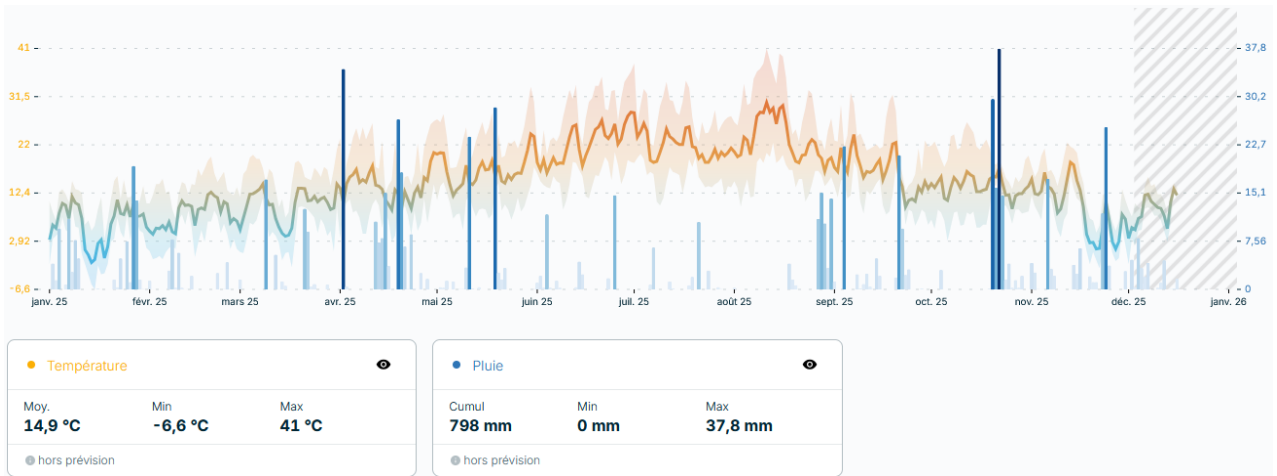 41
31,5
22
12,4
2,92
-6,6
37,8
30,2
22,7
15,1
7,56
0
janv. 25 févr. 25 mars 25 avr. 25 mai 25 juin 25 juil. 25 août 25 sept. 25 oct. 25 nov. 25 déc. 25 janv. 26
Température
Moy. Min Max
14,9 °C -6,6 °C 41 °C
hors prévision
Pluie
Cumul Min Max
798 mm 0 mm 37,8 mm
hors prévision